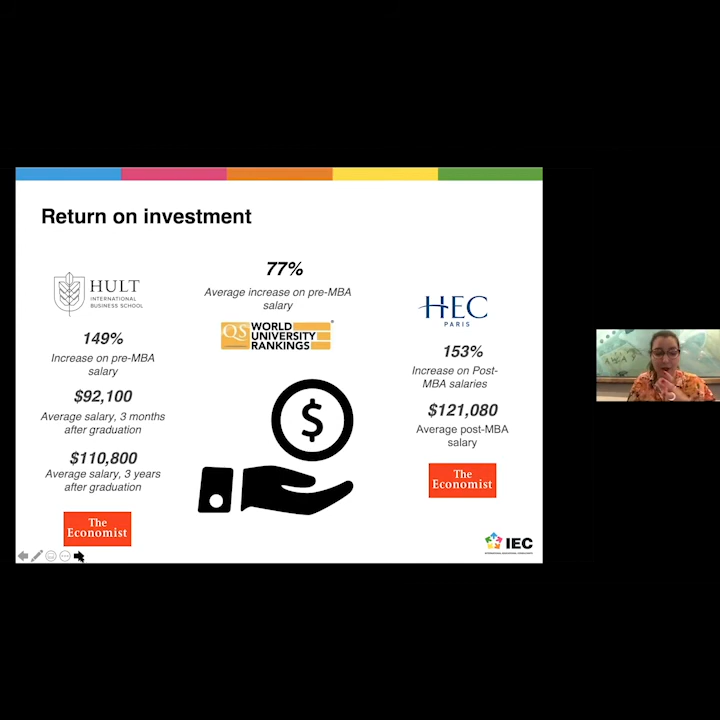 Return on investment
HULT
INTERNATIONAL
BUSINESS SCHOOL
149%
Increase on pre-MBA
salary
$92,100
Average salary, 3 months
after graduation
$110,800
Average salary, 3 years
after graduation
The
Economist
77%
Average increase on pre-MBA
salary
QS WORLD
UNIVERSITY
RANKINGS
$
HEC
PARIS
153%
Increase on Post-
MBA salaries
$121,080
Average post-MBA
salary
The
Economist
IEC